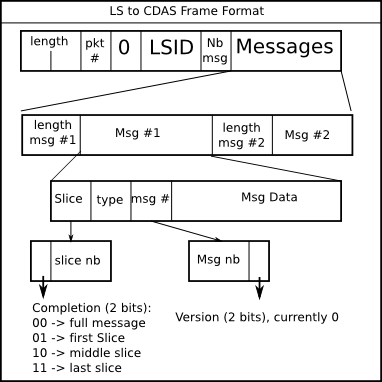 LS to CDAS Frame Format
length
pkt
#
0
LSID
Nb
msg
Messages
length
msg #1
Msg #1
length
msg #2
Msg #2
Slice
type
msg #
Msg Data
slice nb
Msg nb
Completion (2 bits):
00 -> full message
01 -> first Slice
10 -> middle slice
11 -> last slice
Version (2 bits), currently 0